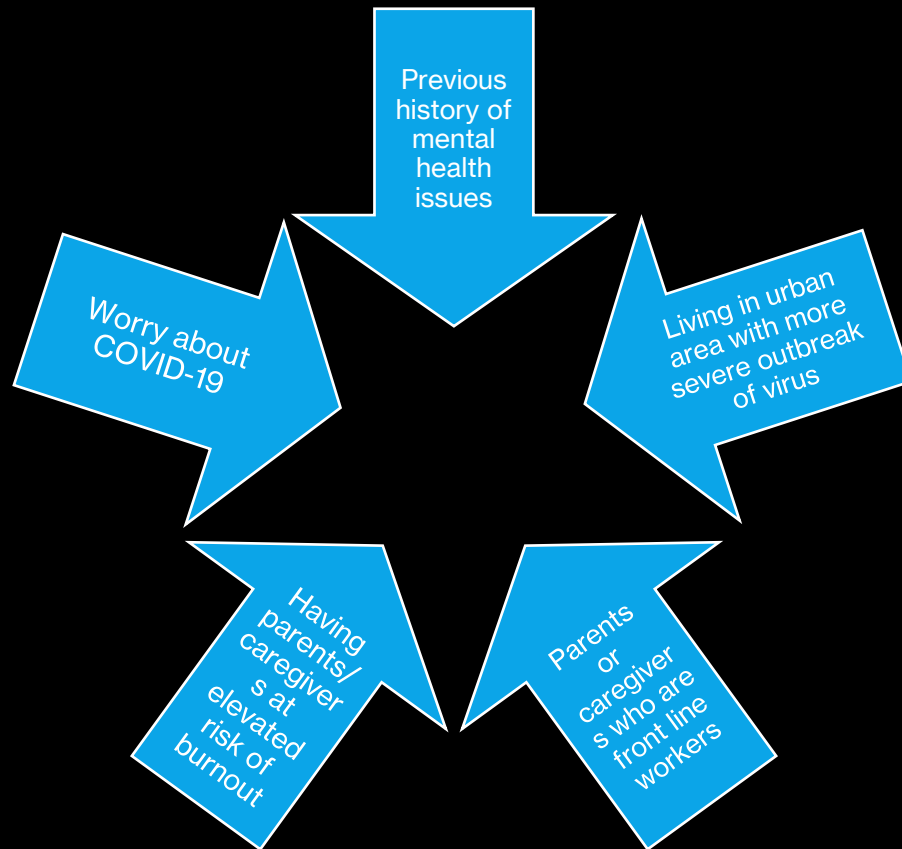 Previous
history of
mental
health
issues
Living in urban
area with more
severe outbreak
of virus
Parents
or
caregiver
s who are
front line
workers
Having
parents/
caregiver
s at
elevated
risk of
burnout
Worry about
COVID-19